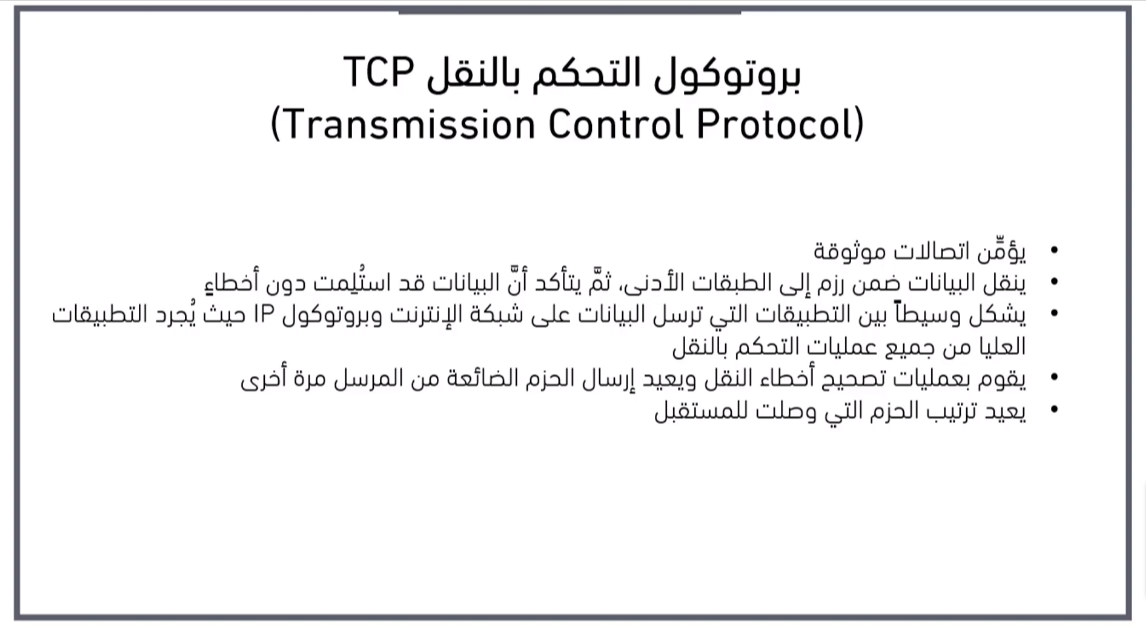 بروتوكول التحكم بالنقل TCP
(Transmission Control Protocol)
• يؤمِّن اتصالات موثوقة
• ينقل البيانات ضمن رزم إلى الطبقات الأدنى، ثمَّ يتأكد أنَّ البيانات قد استُلِمت دون أخطاءٍ
• يشكل وسيطاً بين التطبيقات التي ترسل البيانات على شبكة الإنترنت وبروتوكول IP حيث يُجرد التطبيقات
العليا من جميع عمليات التحكم بالنقل
• يقوم بعمليات تصحيح أخطاء النقل ويعيد إرسال الحزم الضائعة من المرسل مرة أخرى
• يعيد ترتيب الحزم التي وصلت للمستقبل